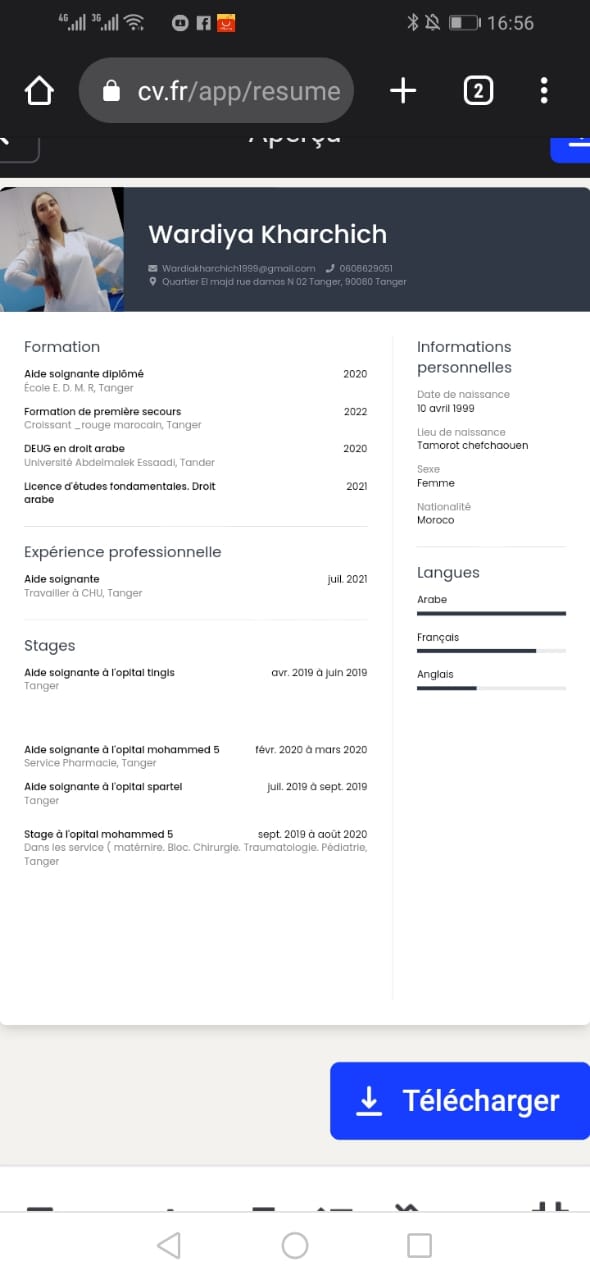 4G 3G 16:56
cv.fr/app/resume
2
Aperçu
Wardiya Kharchich
Wardiakharchich1999@gmail.com 0608629051
Quartier El majd rue damas N 02 Tanger, 90060 Tanger
Formation
Aide soignante diplômé 2020
École E. D. M. R, Tanger
Formation de première secours 2022
Croissant _rouge marocain, Tanger
DEUG en droit arabe 2020
Université Abdelmalek Essaadi, Tander
Licence d'études fondamentales. Droit 2021
arabe
Expérience professionnelle
Aide soignante juil. 2021
Travailler à CHU, Tanger
Stages
Aide soignante à l'opital tingis avr. 2019 à juin 2019
Tanger
Aide soignante à l'opital mohammed 5 févr. 2020 à mars 2020
Service Pharmacie, Tanger
Aide soignante à l'opital spartel juil. 2019 à sept. 2019
Tanger
Stage à l'opital mohammed 5 sept. 2019 à août 2020
Dans les service ( matérnire. Bloc. Chirurgie. Traumatologie. Pédiatrie,
Tanger
Informations
personnelles
Date de naissance
10 avril 1999
Lieu de naissance
Tamorot chefchaouen
Sexe
Femme
Nationalité
Moroco
Langues
Arabe
Français
Anglais
Télécharger